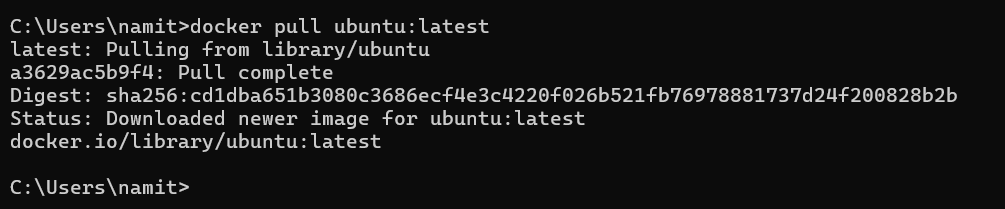 C:\Users\namit>docker pull ubuntu:latest
latest: Pulling from library/ubuntu
a3629ac5b9f4: Pull complete
Digest: sha256:cd1dba651b3080c3686ecf4e3c4220f026b521fb76978881737d24f200828b2b
Status: Downloaded newer image for ubuntu:latest
docker.io/library/ubuntu:latest
C:\Users\namit>